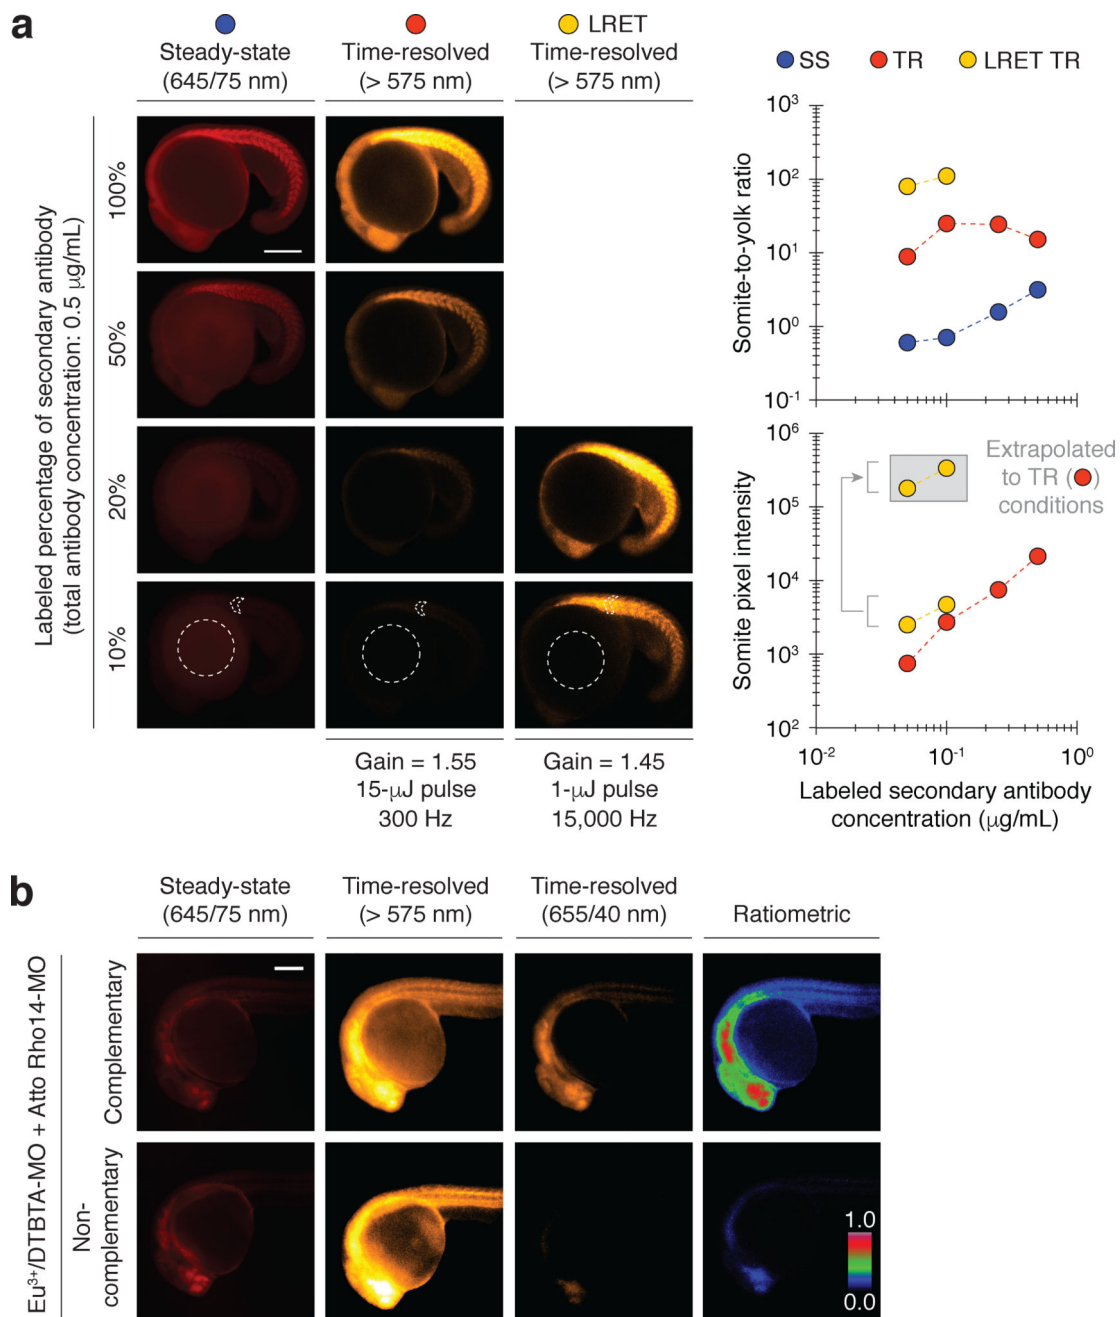 a
Steady-state
(645/75 nm)
Time-resolved
(> 575 nm)
LRET
Time-resolved
(> 575 nm)
Labeled percentage of secondary antibody
(total antibody concentration: 0.5 μg/mL)
100%
50%
20%
10%
Gain = 1.55
15-μJ pulse
300 Hz
Gain = 1.45
1-μJ pulse
15,000 Hz
SS
TR
LRET TR
Somite-to-yolk ratio
10³
10²
10¹
10⁰
10⁻¹
Somite pixel intensity
10⁶
10⁵
10⁴
10³
10²
Extrapolated
to TR ( )
conditions
10⁻²
10⁻¹
10⁰
Labeled secondary antibody
concentration (μg/mL)
b
Steady-state
(645/75 nm)
Time-resolved
(> 575 nm)
Time-resolved
(655/40 nm)
Ratiometric
Eu³⁺/DTBTA-MO + Atto Rho14-MO
Complementary
Non-
complementary
1.0
0.0